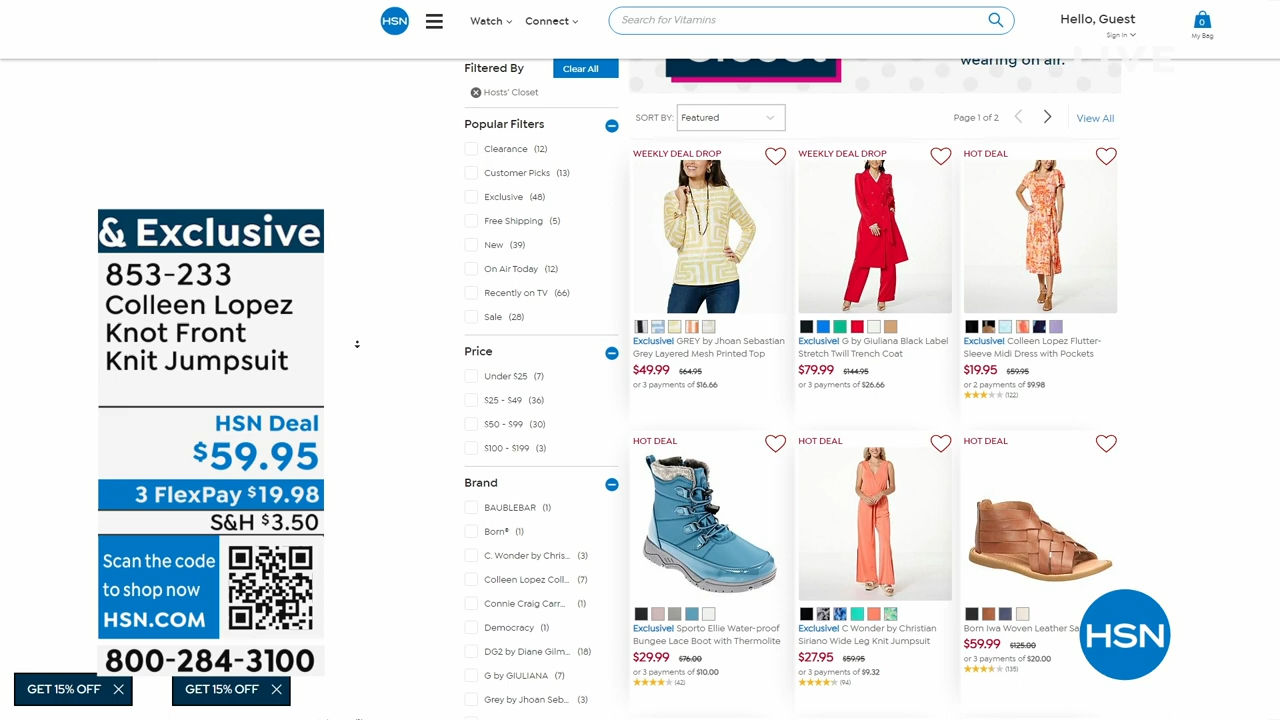 HSN
Watch
Connect
Search for Vitamins
Hello, Guest
Sign In
0
My Bag
LIVE
Closet
wearing on air.
Filtered By
Clear All
Hosts' Closet
Popular Filters
Clearance (12)
Customer Picks (13)
Exclusive (48)
Free Shipping (5)
New (39)
On Air Today (12)
Recently on TV (66)
Sale (28)
Price
Under $25 (7)
$25 - $49 (36)
$50 - $99 (30)
$100 - $199 (3)
Brand
BAUBLEBAR (1)
Born® (1)
C. Wonder by Chris... (3)
Colleen Lopez Coll... (7)
Connie Craig Carr... (1)
Democracy (1)
DG2 by Diane Gilm... (18)
G by GIULIANA (7)
Grey by Jhoan Seb... (3)
SORT BY: Featured
Page 1 of 2
View All
WEEKLY DEAL DROP
Exclusive! GREY by Jhoan Sebastian
Grey Layered Mesh Printed Top
$49.99 $64.95
or 3 payments of $16.66
WEEKLY DEAL DROP
Exclusive! G by Giuliana Black Label
Stretch Twill Trench Coat
$79.99 $144.95
or 3 payments of $26.66
HOT DEAL
Exclusive! Colleen Lopez Flutter-
Sleeve Midi Dress with Pockets
$19.95 $59.95
or 2 payments of $9.98
(122)
HOT DEAL
Exclusive! Sporto Ellie Water-proof
Bungee Lace Boot with Thermolite
$29.99 $76.00
or 3 payments of $10.00
(42)
HOT DEAL
Exclusive! C Wonder by Christian
Siriano Wide Leg Knit Jumpsuit
$27.95 $59.95
or 3 payments of $9.32
(94)
HOT DEAL
Born Iwa Woven Leather Sa
$59.99 $125.00
or 3 payments of $20.00
(135)
HSN
& Exclusive
853-233
Colleen Lopez
Knot Front
Knit Jumpsuit
HSN Deal
$59.95
3 FlexPay $19.98
S&H $3.50
Scan the code
to shop now
HSN.COM
800-284-3100
GET 15% OFF
GET 15% OFF